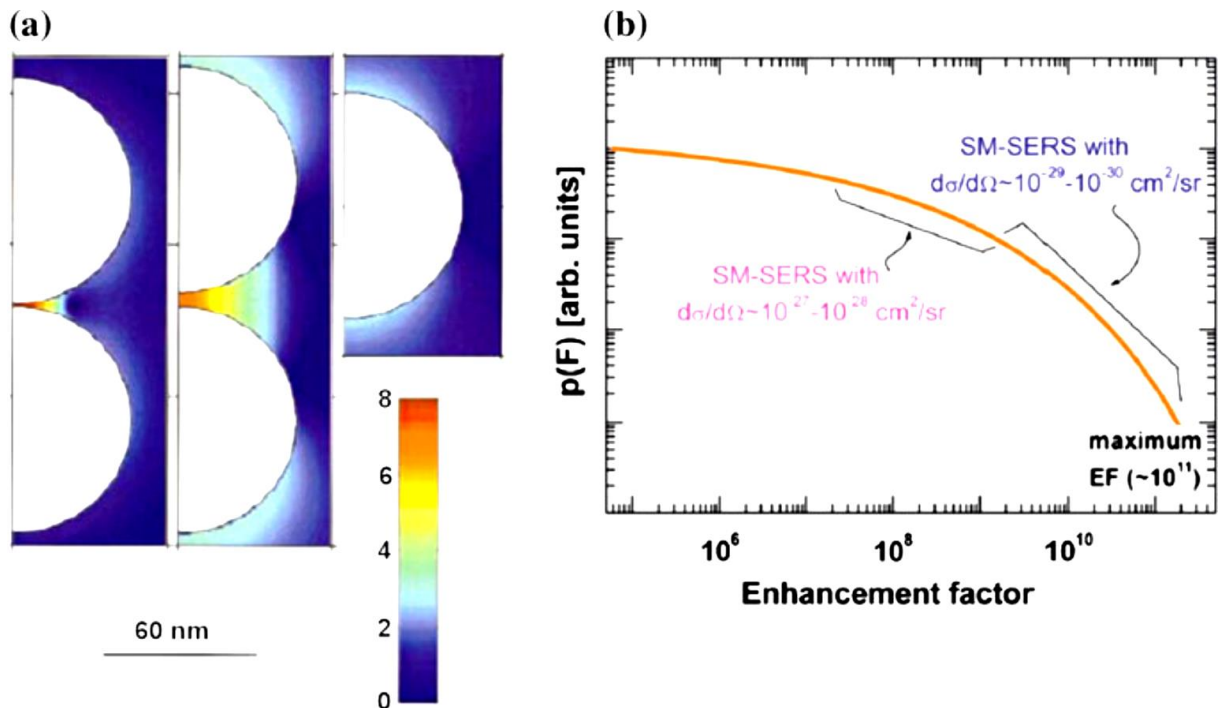 (a)
(b)
8
6
4
2
0
60 nm
p(F) [arb. units]
SM-SERS with
dσ/dΩ~10⁻²⁹-10⁻³⁰ cm²/sr
SM-SERS with
dσ/dΩ~10⁻²⁷-10⁻²⁸ cm²/sr
maximum
EF (~10¹¹)
10⁶ 10⁸ 10¹⁰
Enhancement factor